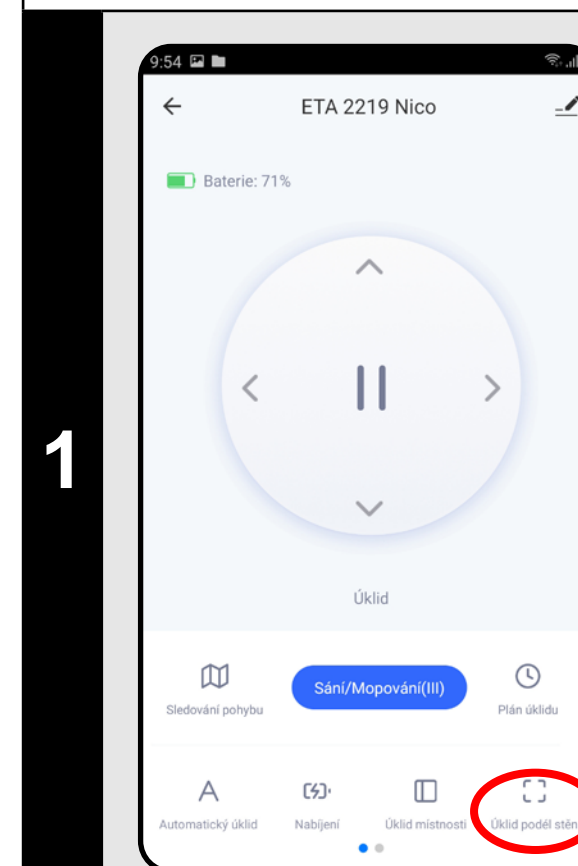 9:54
ETA 2219 Nico
Baterie: 71%
1
Úklid
Sání/Mopování(III)
Sledování pohybu
Plán úklidu
A
Automatický úklid
Nabíjení
Úklid místnosti
Úklid podél stěn